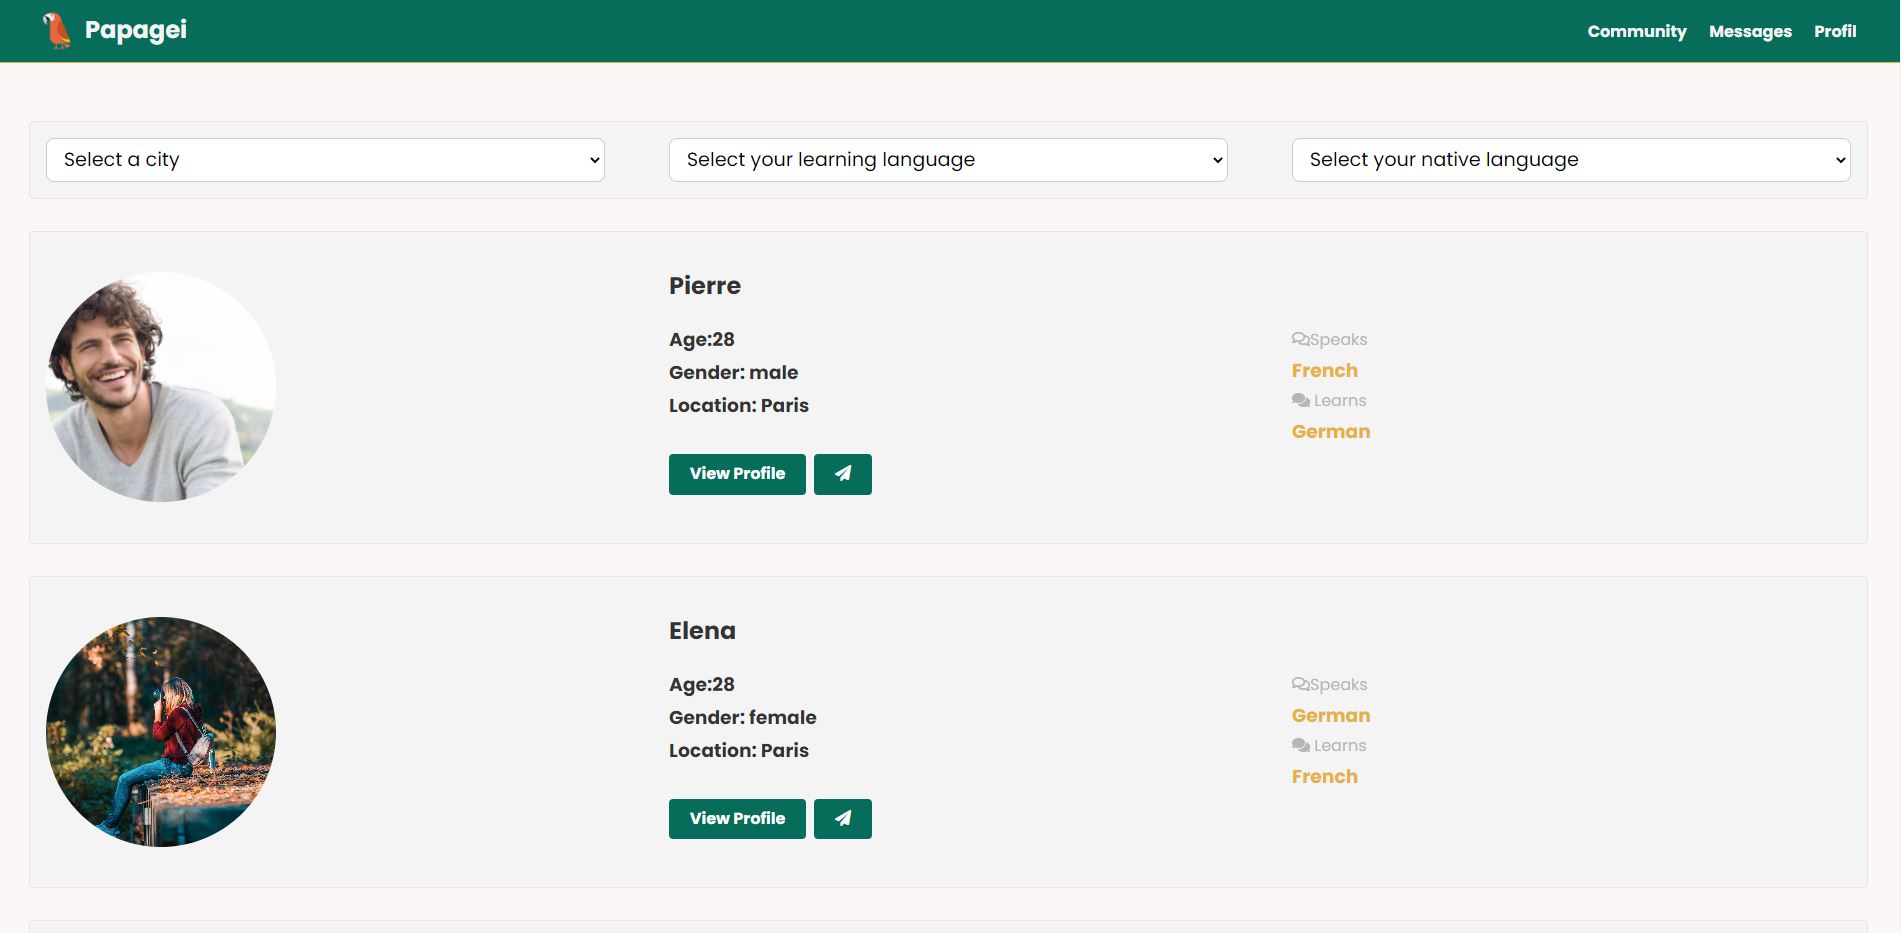 Papagei
Community Messages Profil
Select a city
Select your learning language
Select your native language
Pierre
Age:28
Gender: male
Location: Paris
View Profile
Speaks
French
Learns
German
Elena
Age:28
Gender: female
Location: Paris
View Profile
Speaks
German
Learns
French